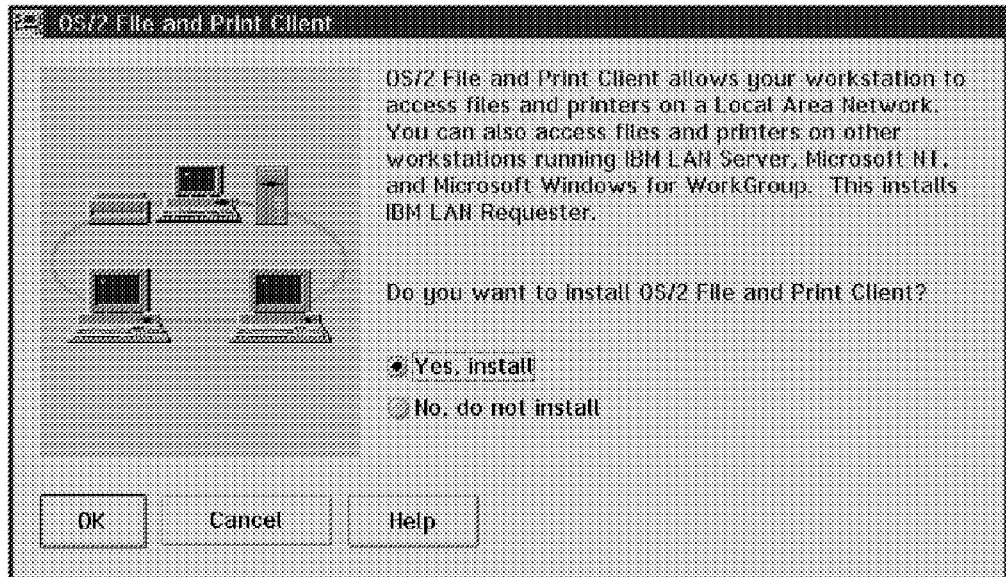 OS/2 File and Print Client
OS/2 File and Print Client allows your workstation to
access files and printers on a Local Area Network.
You can also access files and printers on other
workstations running IBM LAN Server, Microsoft NT,
and Microsoft Windows for WorkGroup. This installs
IBM LAN Requester.
Do you want to install OS/2 File and Print Client?
Yes, install
No, do not install
OK
Cancel
Help